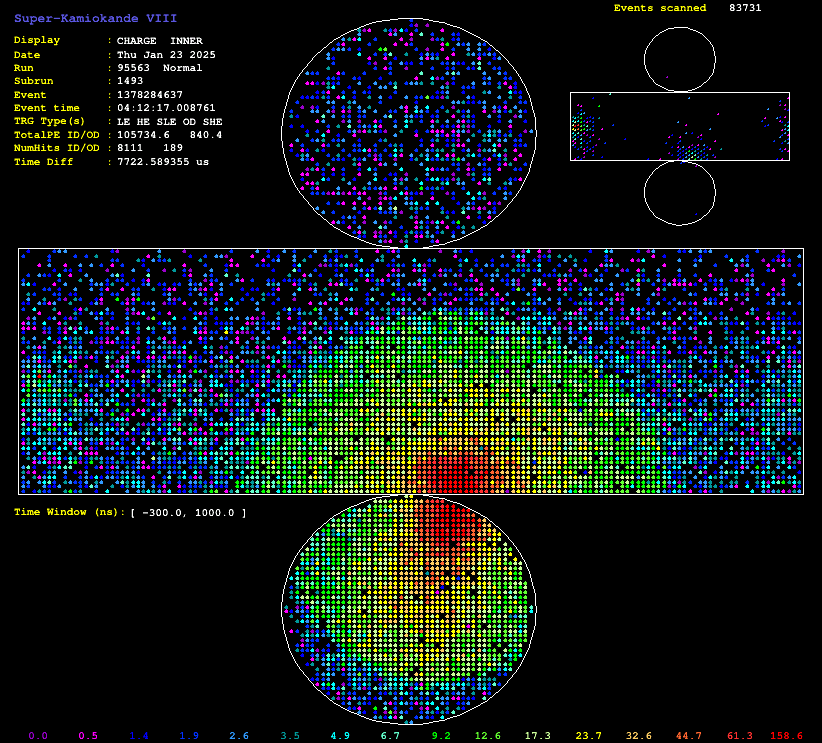 Super-Kamiokande VIII
Events scanned 83731
Display : CHARGE INNER
Date : Thu Jan 23 2025
Run : 95563 Normal
Subrun : 1493
Event : 1378284637
Event time : 04:12:17.008761
TRG Type(s) : LE HE SLE OD SHE
TotalPE ID/OD : 105734.6 840.4
NumHits ID/OD : 8111 189
Time Diff : 7722.589355 us
Time Window (ns): [ -300.0, 1000.0 ]
0.0 0.5 1.4 1.9 2.6 3.5 4.9 6.7 9.2 12.6 17.3 23.7 32.6 44.7 61.3 158.6